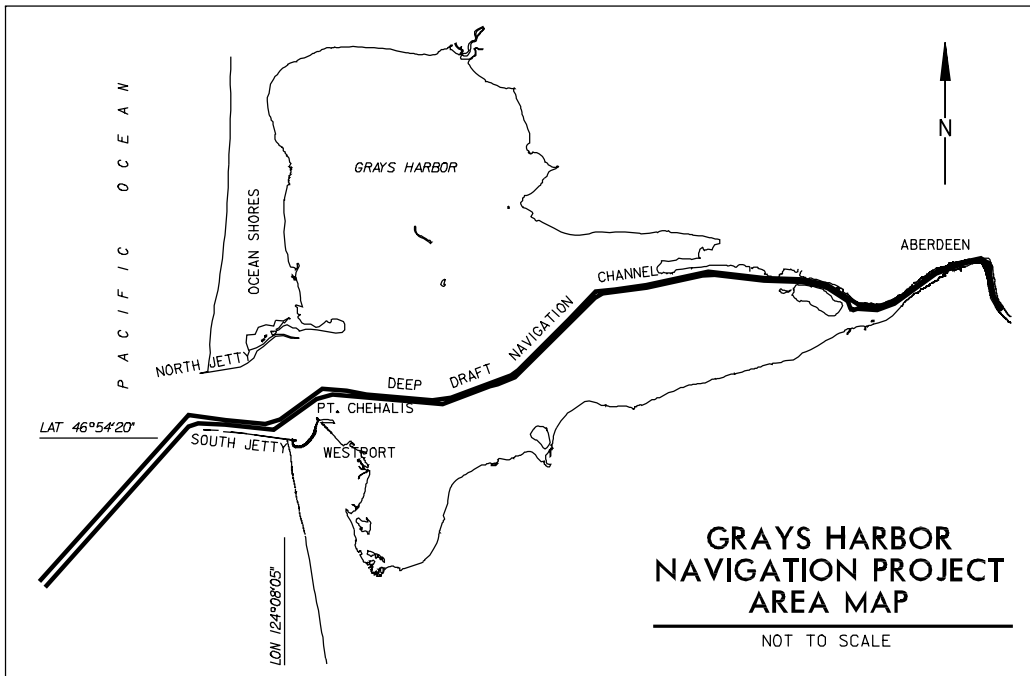 PACIFIC OCEAN
OCEAN SHORES
GRAYS HARBOR
N
ABERDEEN
CHANNEL
NAVIGATION
DRAFT
DEEP
NORTH JETTY
PT. CHEHALIS
LAT 46°54'20"
SOUTH JETTY
WESTPORT
LON 124°08'05"
GRAYS HARBOR
NAVIGATION PROJECT
AREA MAP
NOT TO SCALE